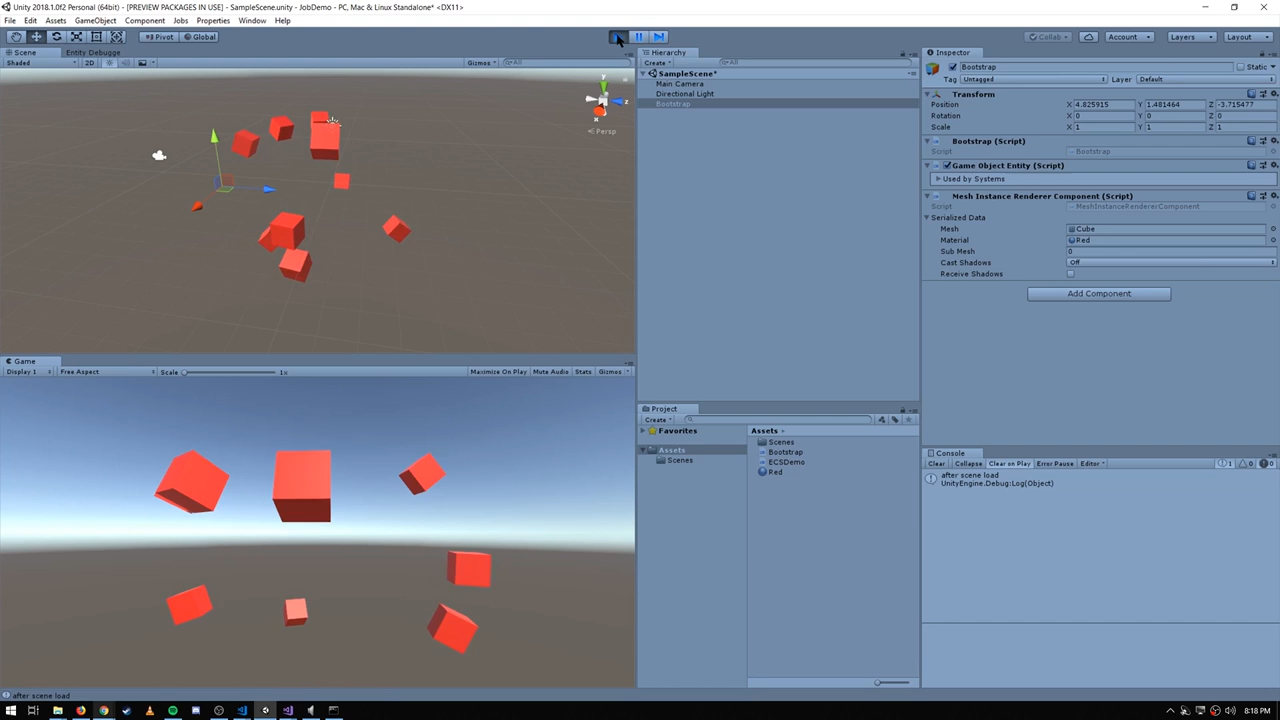 Unity 2018.1.0f2 Personal (64bit) - SampleScene.unity - JobDemo - PC, Mac & Linux Standalone* <DX11>
[PREVIEW PACKAGES IN USE]
File Edit Assets GameObject Component Jobs Properties Window Help
Pivot Global Collab Account Layers Layout
Scene Entity Debugge
Shaded 2D Gizmos All
y
z
x
Persp
Hierarchy
Create All
SampleScene*
Main Camera
Directional Light
Bootstrap
Inspector
Bootstrap Static
Tag Untagged Layer Default
Transform
Position X 4.825915 Y 1.481464 Z -3.715477
Rotation X 0 Y 0 Z 0
Scale X 1 Y 1 Z 1
Bootstrap (Script)
Script Bootstrap
Game Object Entity (Script)
Used by Systems
Mesh Instance Renderer Component (Script)
Script MeshInstanceRendererComponent
Serialized Data
Mesh Cube
Material Red
Sub Mesh 0
Cast Shadows Off
Receive Shadows
Add Component
Game
Display 1 Free Aspect Scale 1x Maximize On Play Mute Audio Stats Gizmos
Project
Create
Favorites
Assets
Scenes
Assets
Scenes
Bootstrap
ECSDemo
Red
Console
Clear Collapse Clear on Play Error Pause Editor 1 0 0
after scene load
UnityEngine.Debug:Log(Object)
after scene load
8:18 PM